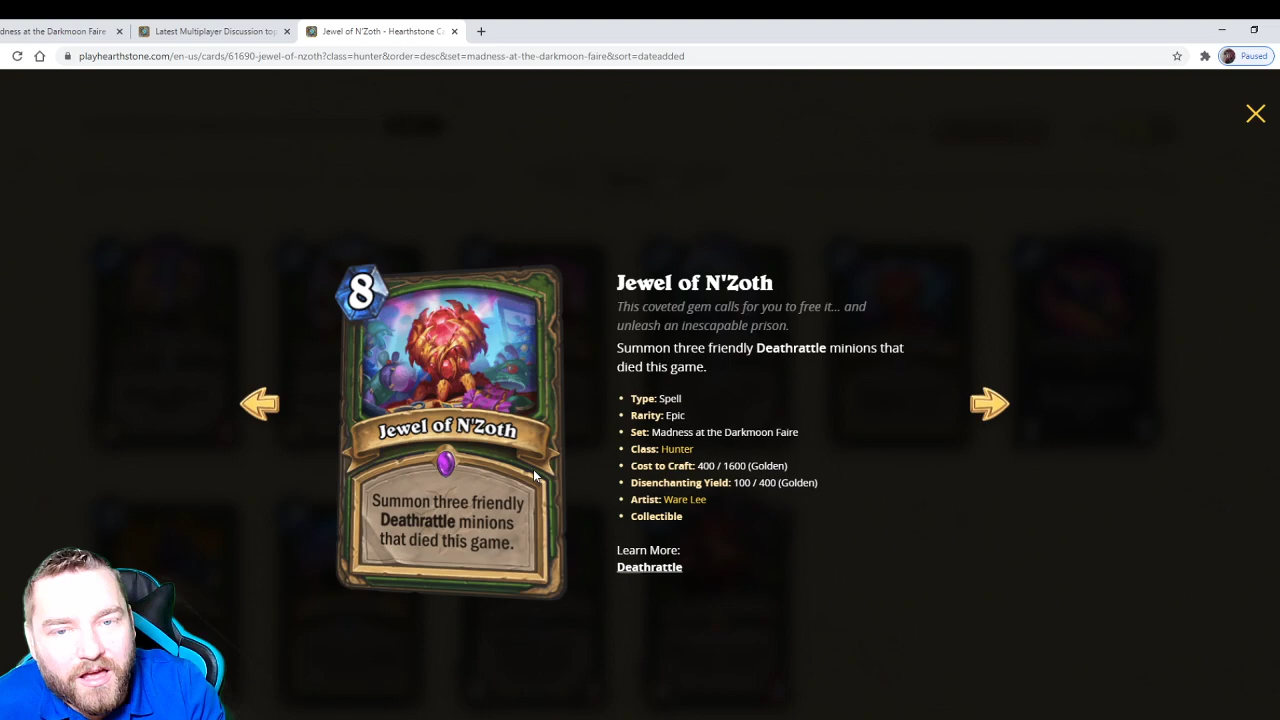 dness at the Darkmoon Faire
Latest Multiplayer Discussion top
Jewel of N'Zoth - Hearthstone Ca
playhearthstone.com/en-us/cards/61690-jewel-of-nzoth?class=hunter&order=desc&set=madness-at-the-darkmoon-faire&sort=dateadded
Paused
8
Jewel of N'Zoth
Summon three friendly
Deathrattle minions
that died this game.
Jewel of N'Zoth
This coveted gem calls for you to free it... and
unleash an inescapable prison.
Summon three friendly Deathrattle minions that
died this game.
• Type: Spell
• Rarity: Epic
• Set: Madness at the Darkmoon Faire
• Class: Hunter
• Cost to Craft: 400 / 1600 (Golden)
• Disenchanting Yield: 100 / 400 (Golden)
• Artist: Ware Lee
• Collectible
Learn More:
Deathrattle